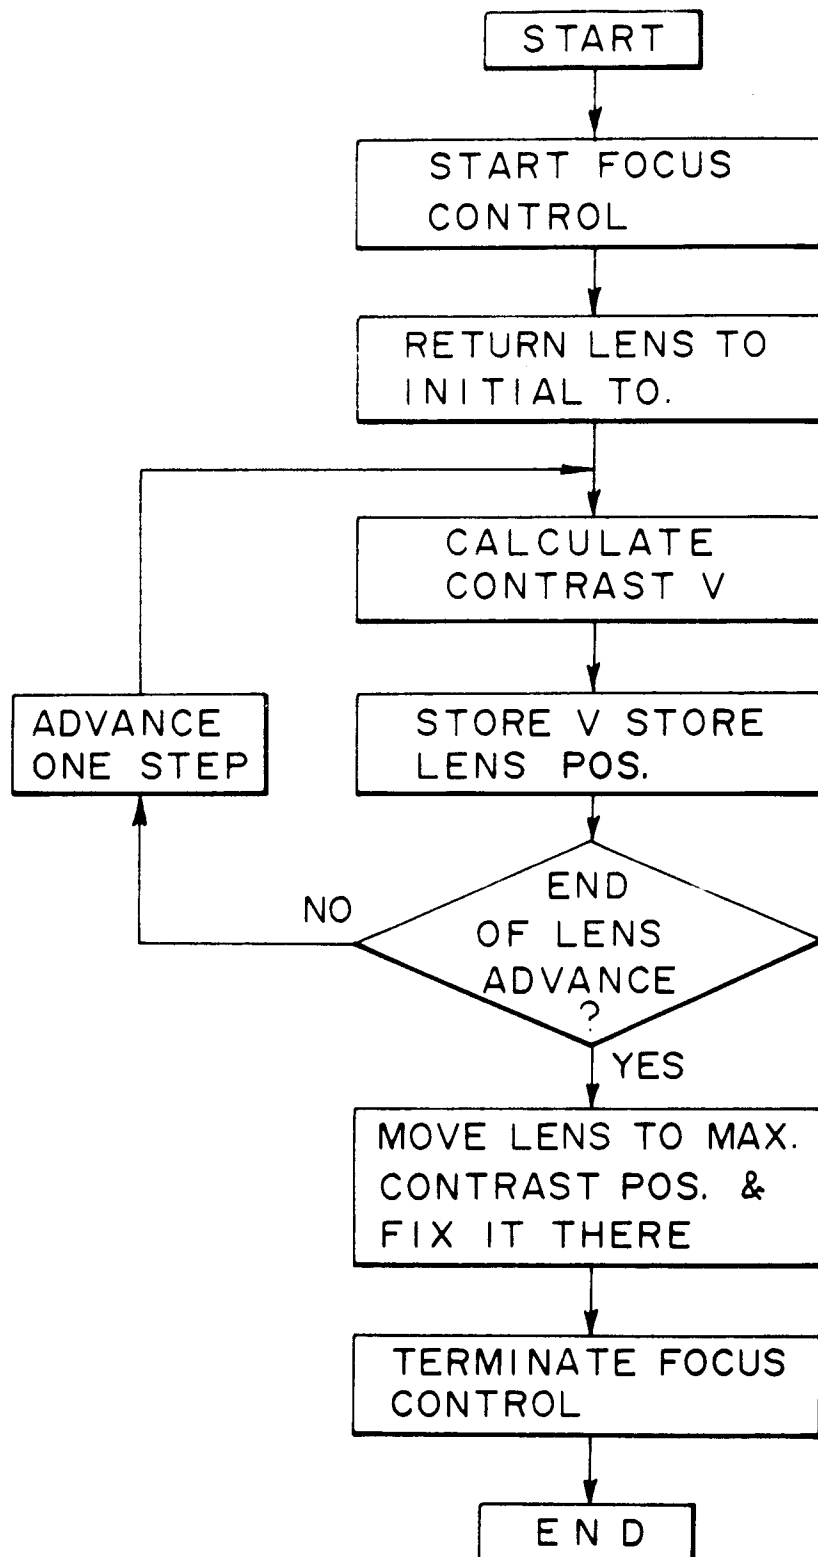 START
START FOCUS
CONTROL
RETURN LENS TO
INITIAL TO.
CALCULATE
CONTRAST V
ADVANCE
ONE STEP
STORE V STORE
LENS POS.
NO
END
OF LENS
ADVANCE
?
YES
MOVE LENS TO MAX.
CONTRAST POS. &
FIX IT THERE
TERMINATE FOCUS
CONTROL
END